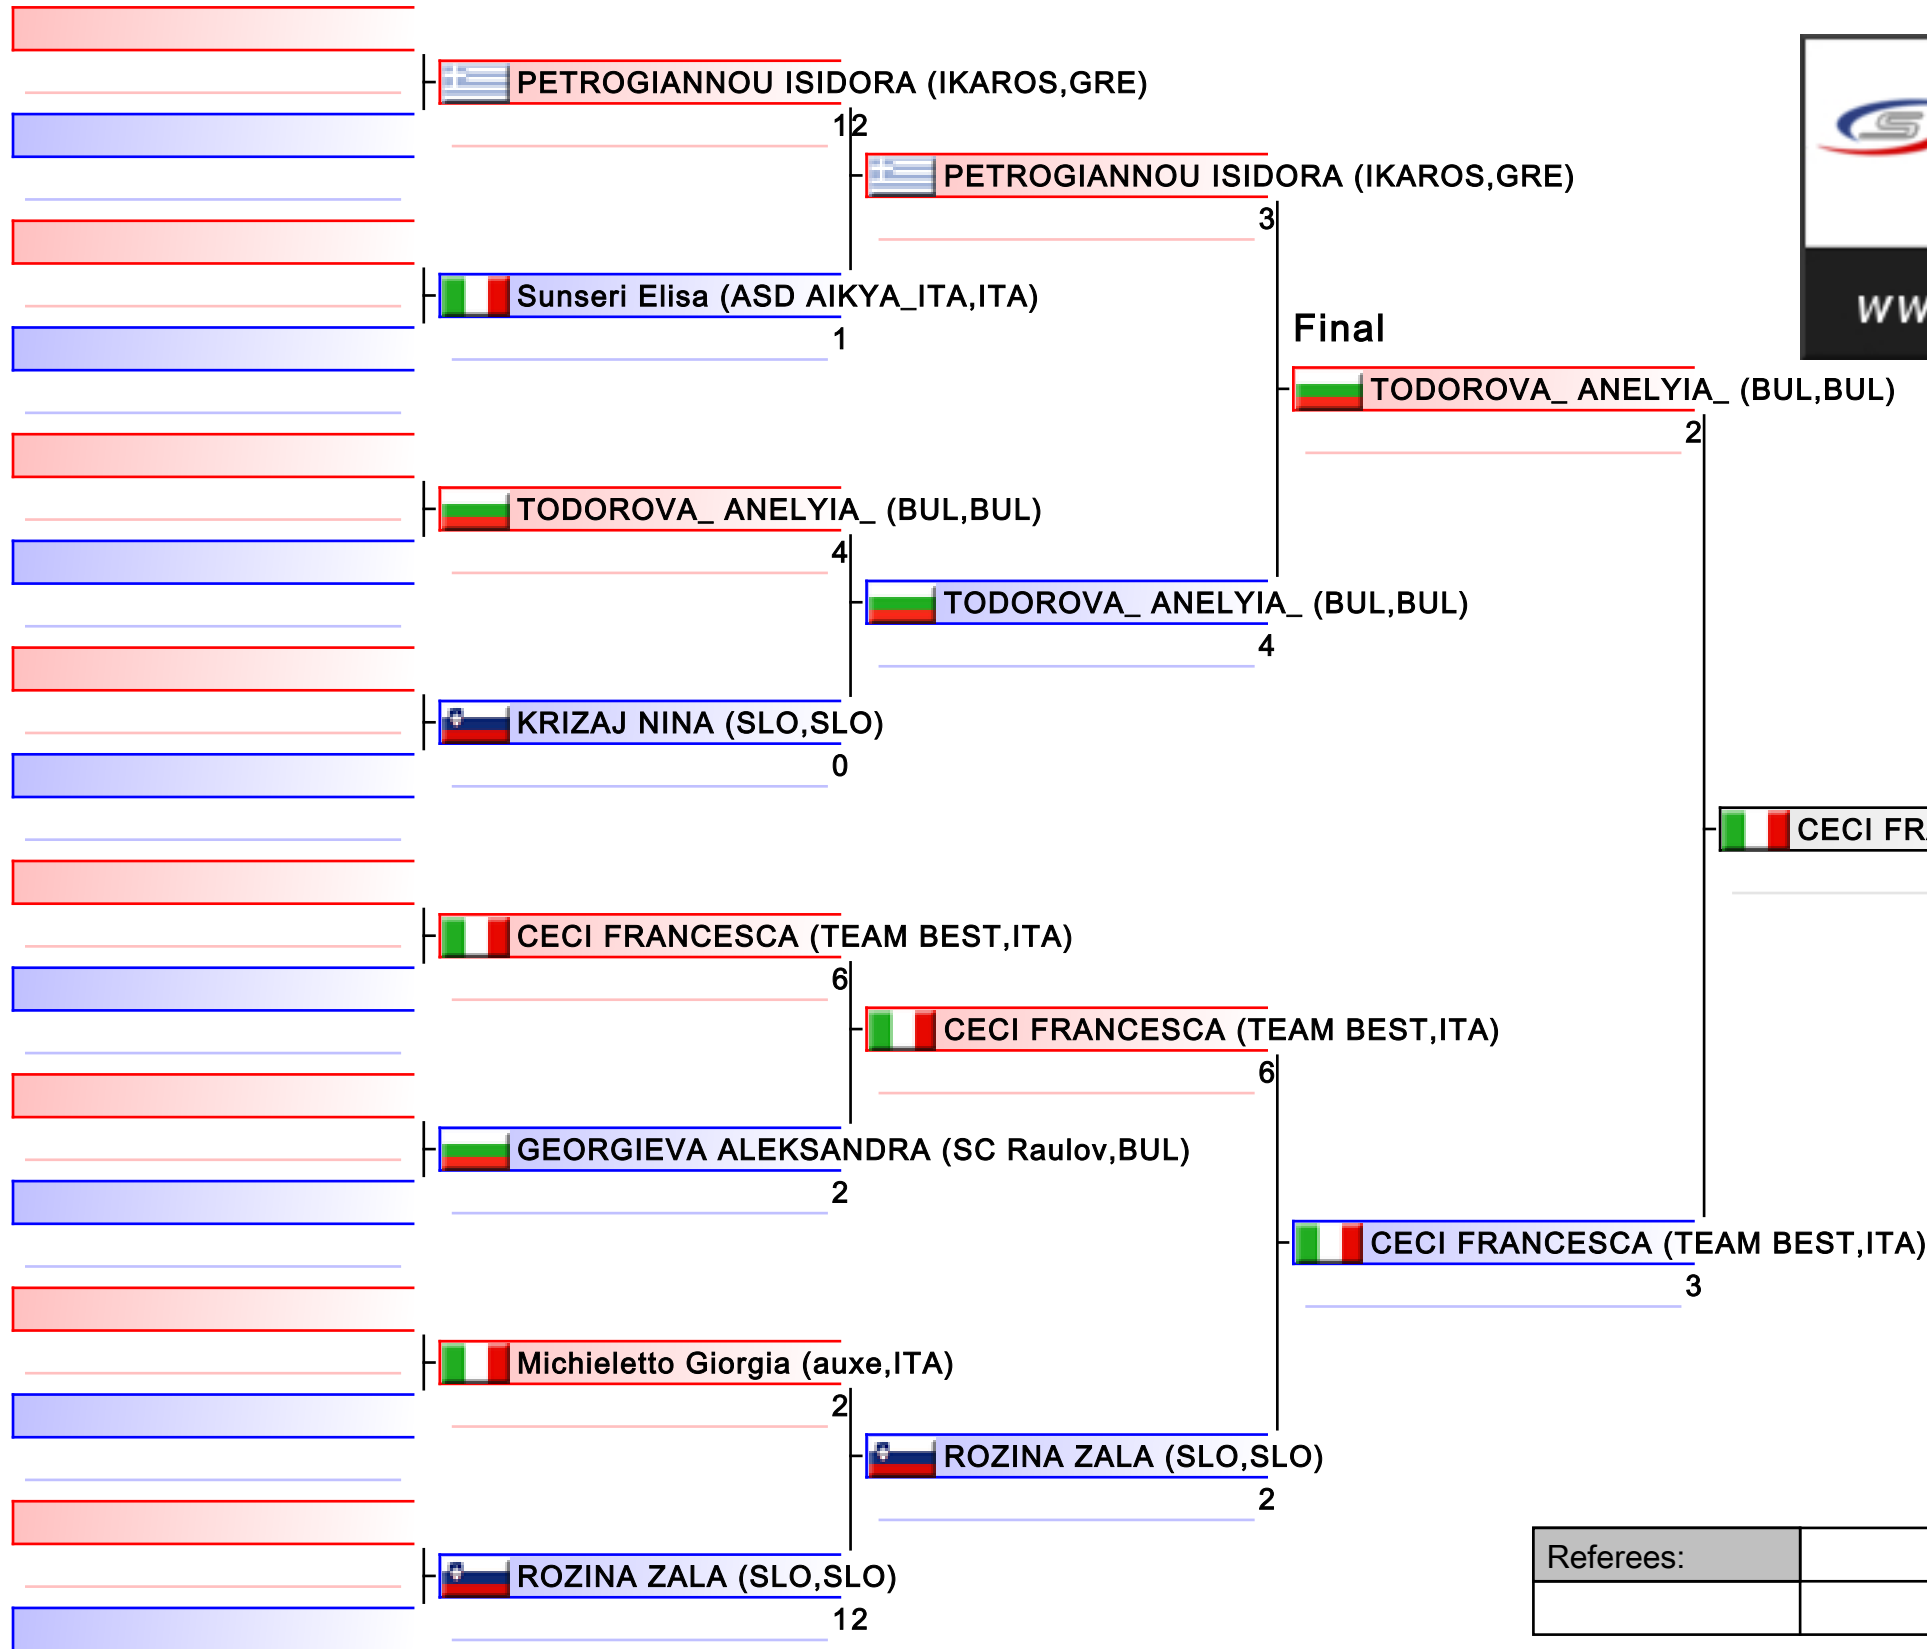 PETROGIANNOU ISIDORA (IKAROS,GRE)
12
PETROGIANNOU ISIDORA (IKAROS,GRE)
3
Sunseri Elisa (ASD AIKYA_ITA,ITA)
1
Final
TODOROVA_ ANELYIA_ (BUL,BUL)
2
TODOROVA_ ANELYIA_ (BUL,BUL)
4
TODOROVA_ ANELYIA_ (BUL,BUL)
4
KRIZAJ NINA (SLO,SLO)
0
CECI FRA
CECI FRANCESCA (TEAM BEST,ITA)
6
CECI FRANCESCA (TEAM BEST,ITA)
6
GEORGIEVA ALEKSANDRA (SC Raulov,BUL)
2
CECI FRANCESCA (TEAM BEST,ITA)
3
Michieletto Giorgia (auxe,ITA)
2
ROZINA ZALA (SLO,SLO)
2
ROZINA ZALA (SLO,SLO)
12
Referees: